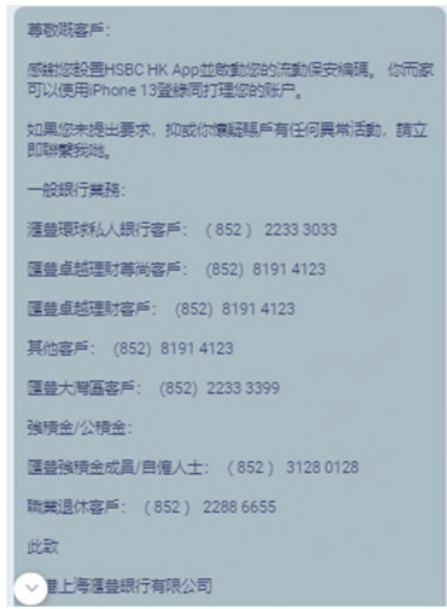 尊敬嘅客戶：
感謝您設置HSBC HK App並啟動您的流動保安編碼。 你而家
可以使用iPhone 13登錄同打理您的账户。
如果您未提出要求，抑或你懷疑賬戶有任何異常活動，請立
即聯繫我哋。
一般銀行業務：
滙豐環球私人銀行客戶： （852 ） 2233 3033
匯豐卓越理財尊尚客戶： (852) 8191 4123
匯豐卓越理財客戶： (852) 8191 4123
其他客戶： (852) 8191 4123
匯豐大灣區客戶： (852) 2233 3399
強積金/公積金：
匯豐強積金成員/自僱人士： （852 ） 3128 0128
職業退休客戶： （852 ） 2288 6655
此致
港上海滙豐銀行有限公司